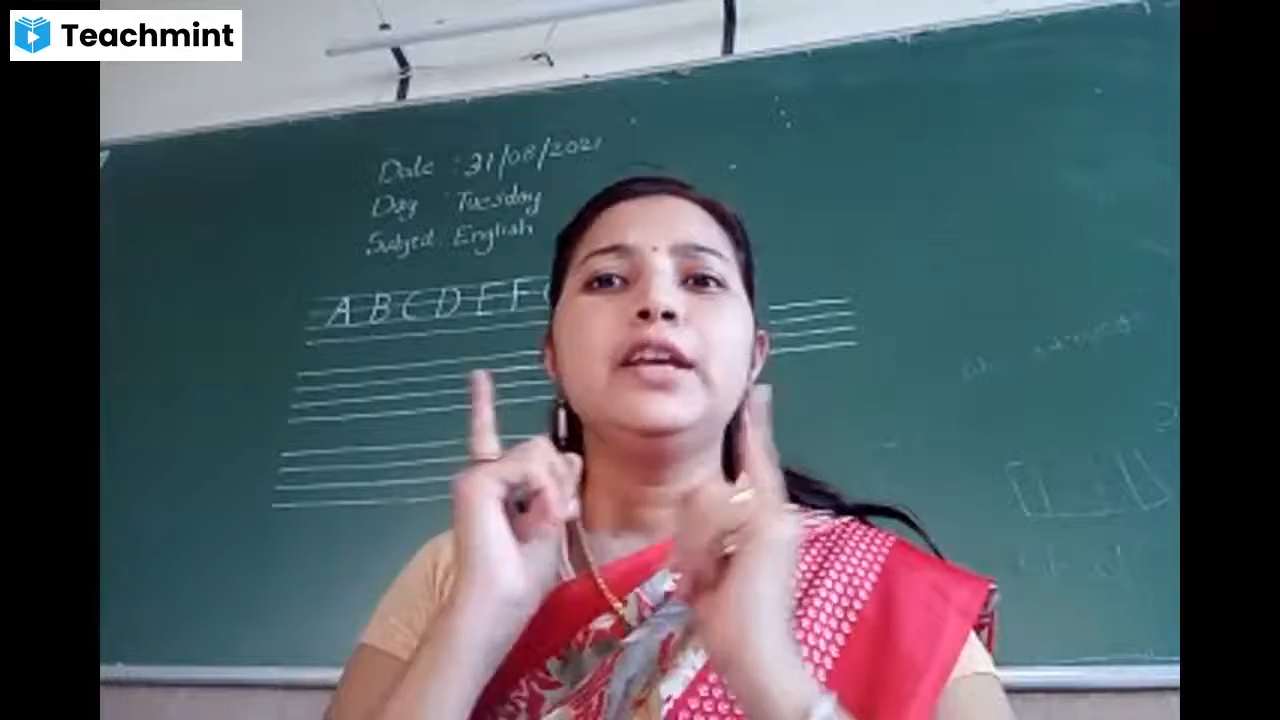 Teachmint
Date : 31/08/2021
Day : Tuesday
Subject : English
A B C D E F